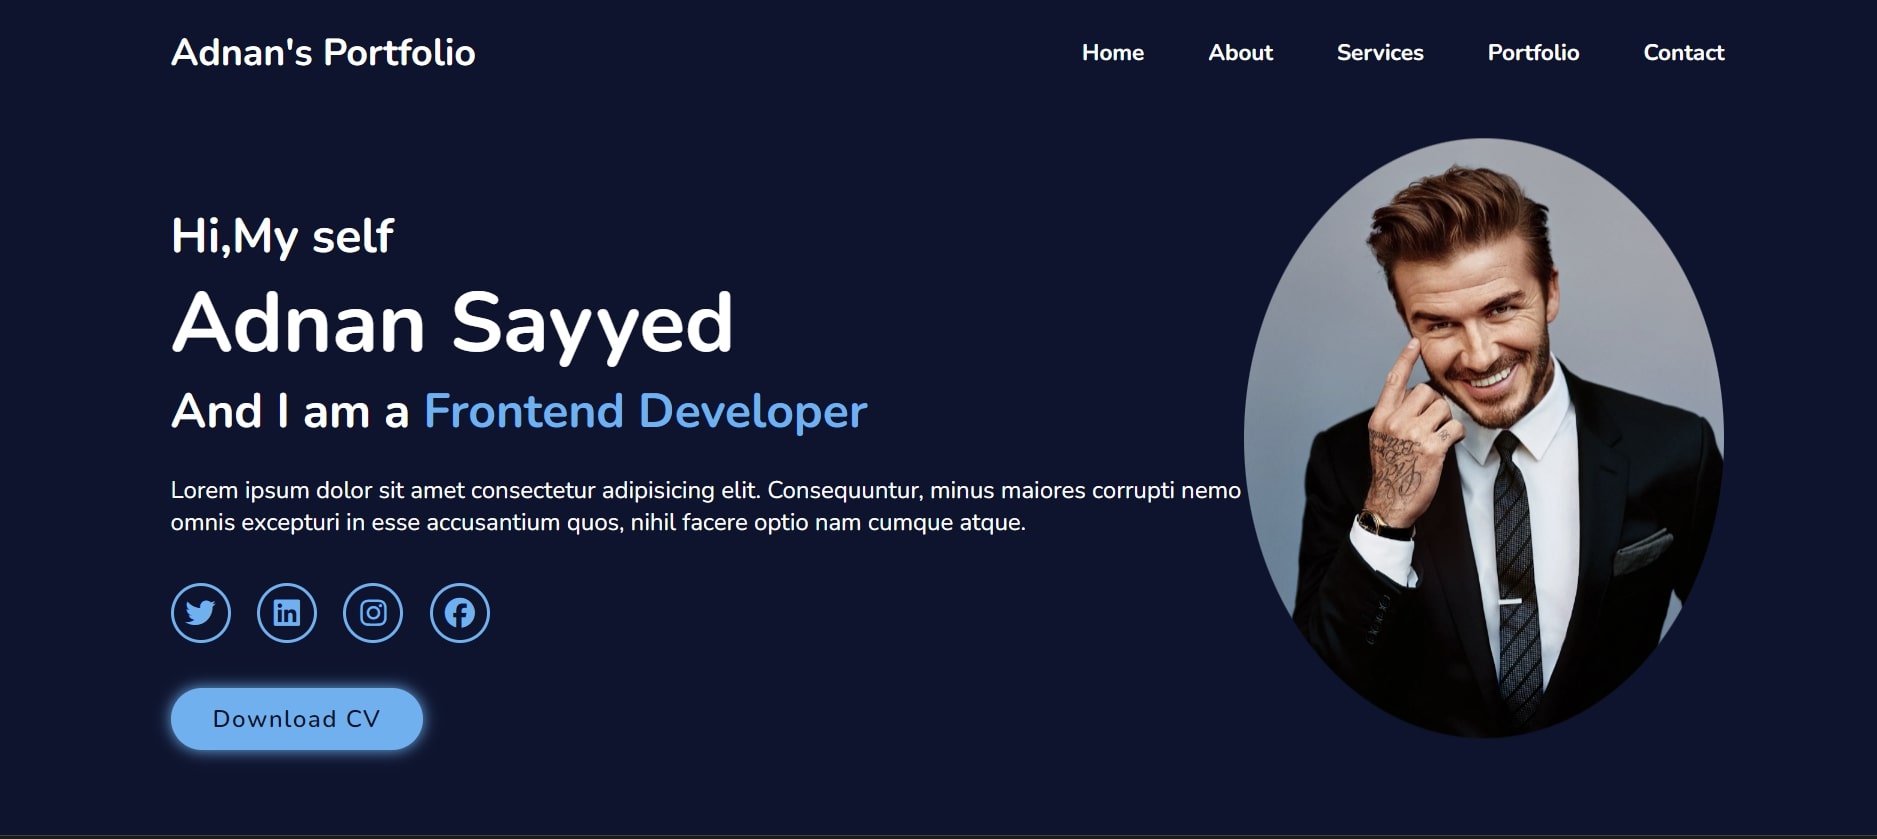 Adnan's Portfolio
Home About Services Portfolio Contact
Hi,My self
Adnan Sayyed
And I am a Frontend Developer
Lorem ipsum dolor sit amet consectetur adipisicing elit. Consequuntur, minus maiores corrupti nemo
omnis excepturi in esse accusantium quos, nihil facere optio nam cumque atque.
in
Download CV